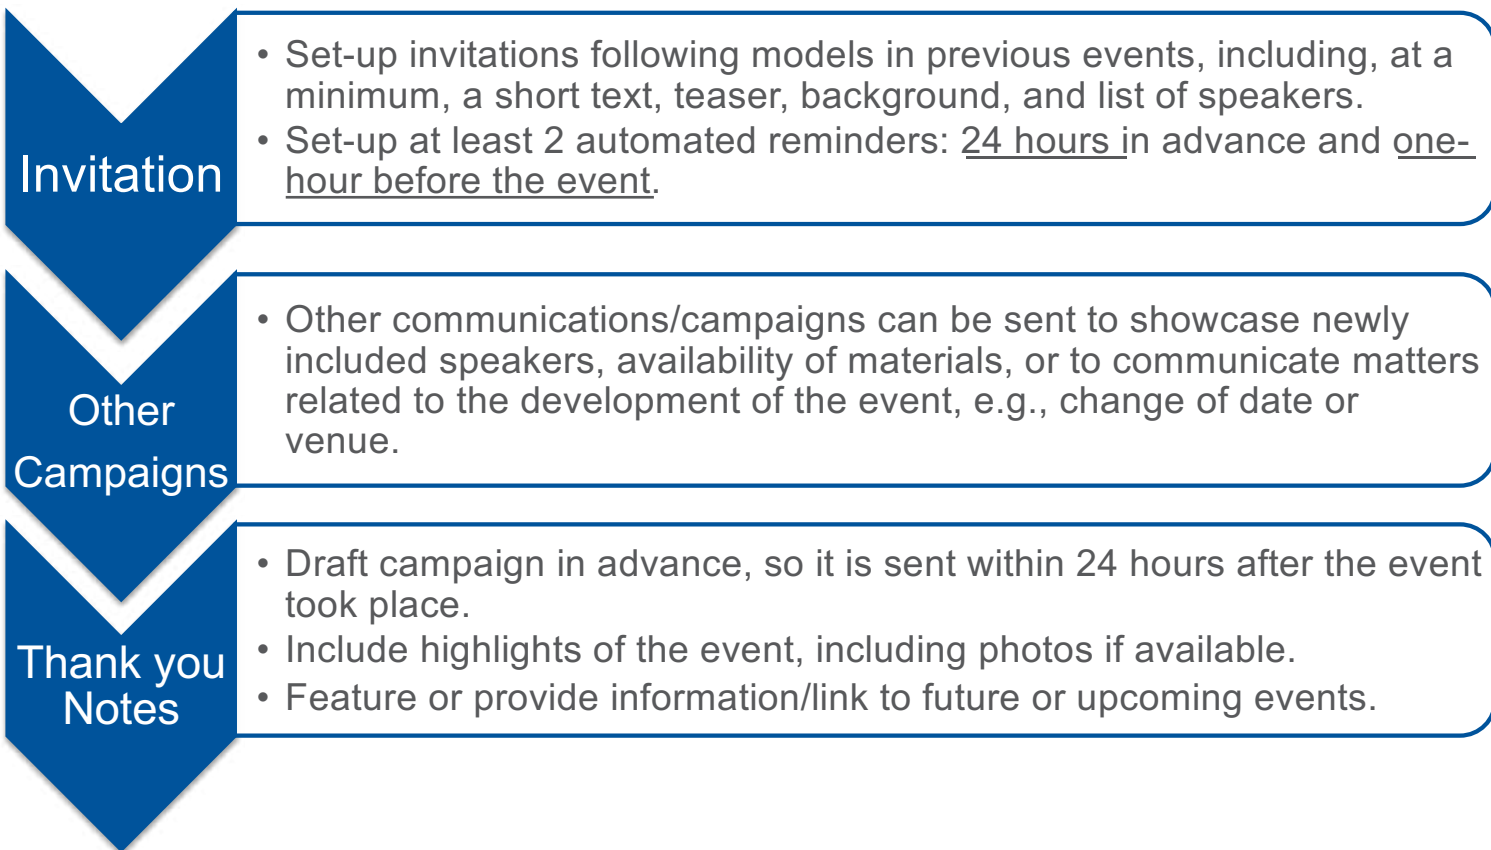 Invitation
• Set-up invitations following models in previous events, including, at a
minimum, a short text, teaser, background, and list of speakers.
• Set-up at least 2 automated reminders: 24 hours in advance and one-
hour before the event.
Other
Campaigns
• Other communications/campaigns can be sent to showcase newly
included speakers, availability of materials, or to communicate matters
related to the development of the event, e.g., change of date or
venue.
Thank you
Notes
• Draft campaign in advance, so it is sent within 24 hours after the event
took place.
• Include highlights of the event, including photos if available.
• Feature or provide information/link to future or upcoming events.